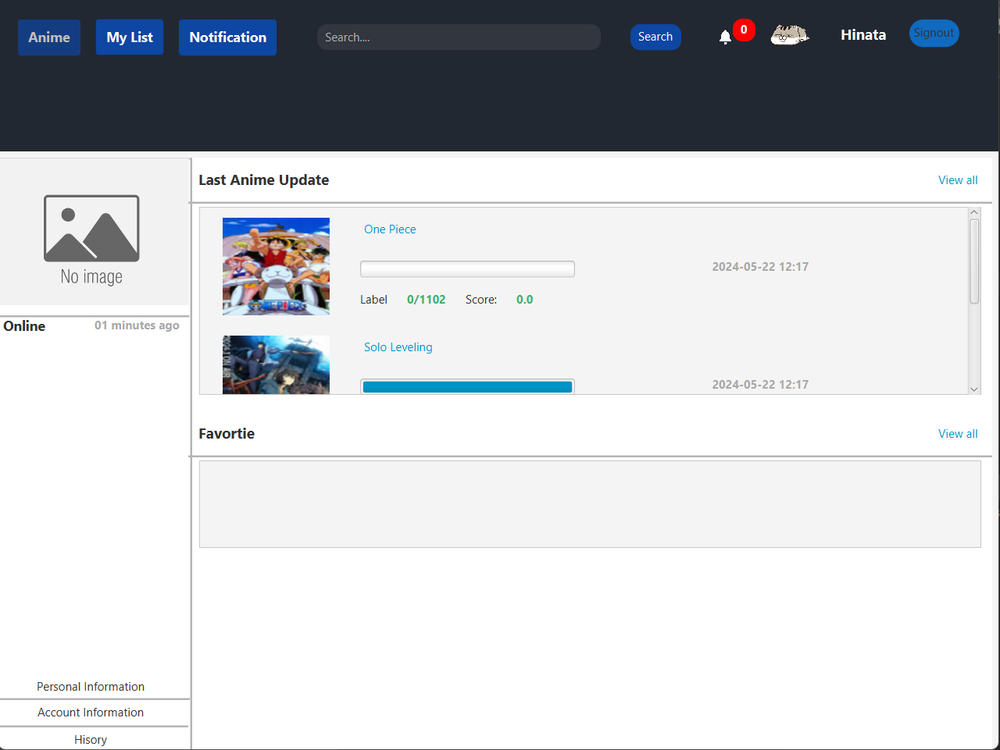 Anime My List Notification Search.... Search 0 Hinata Signout
No image
Online 01 minutes ago
Personal Information
Account Information
Hisory
Last Anime Update View all
One Piece
2024-05-22 12:17
Label 0/1102 Score: 0.0
ONE PIECE
Solo Leveling
2024-05-22 12:17
Favortie View all